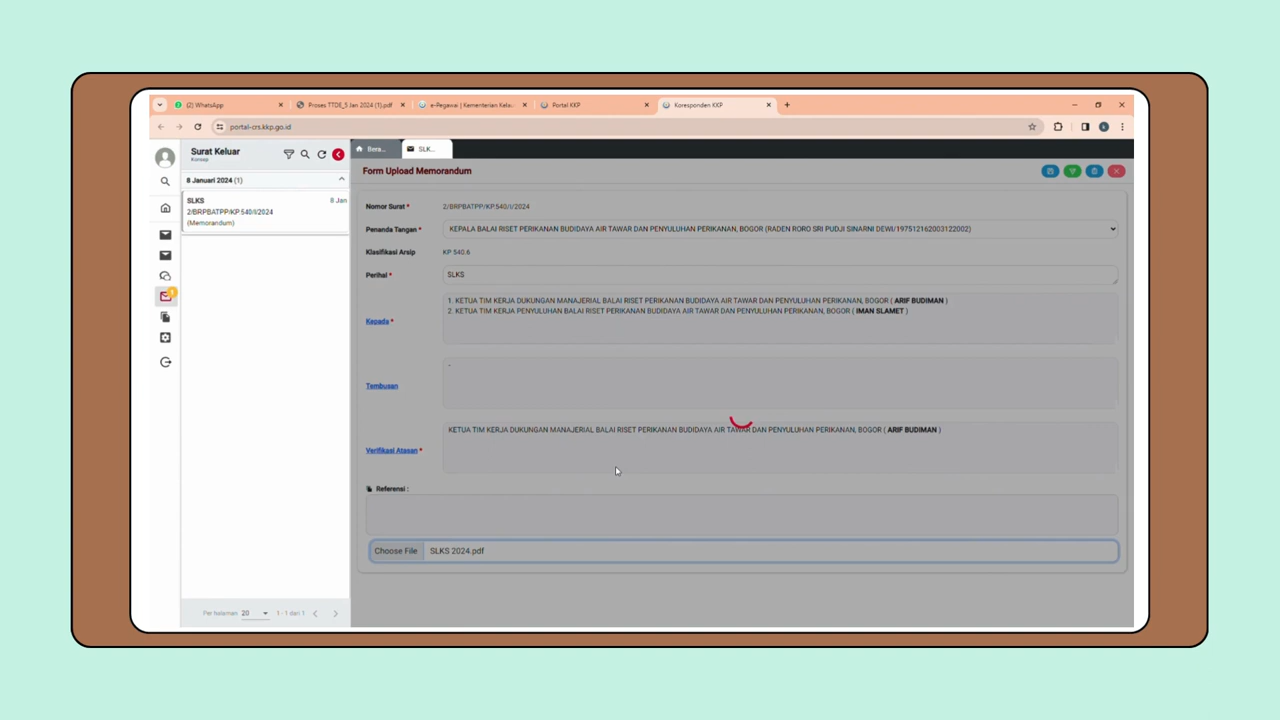 (2) WhatsApp
Proses TTDE_5 Jan 2024 (1).pdf
e-Pegawai | Kementerian Kela
Portal KKP
Koresponden KKP
portal-crs.kkp.go.id
Surat Keluar
Konsep
Bera...
SLK...
8 Januari 2024 (1)
SLKS
8 Jan
2/BRPBATPP/KP.540/I/2024
(Memorandum)
1
Per halaman 20
1 - 1 dari 1
Form Upload Memorandum
Nomor Surat * 2/BRPBATPP/KP.540/I/2024
Penanda Tangan * KEPALA BALAI RISET PERIKANAN BUDIDAYA AIR TAWAR DAN PENYULUHAN PERIKANAN, BOGOR (RADEN RORO SRI PUDJI SINARNI DEWI/197512162003122002)
Klasifikasi Arsip KP 540.6
Perihal * SLKS
Kepada *
1. KETUA TIM KERJA DUKUNGAN MANAJERIAL BALAI RISET PERIKANAN BUDIDAYA AIR TAWAR DAN PENYULUHAN PERIKANAN, BOGOR ( ARIF BUDIMAN )
2. KETUA TIM KERJA PENYULUHAN BALAI RISET PERIKANAN BUDIDAYA AIR TAWAR DAN PENYULUHAN PERIKANAN, BOGOR ( IMAN SLAMET )
Tembusan
-
Verifikasi Atasan *
KETUA TIM KERJA DUKUNGAN MANAJERIAL BALAI RISET PERIKANAN BUDIDAYA AIR TAWAR DAN PENYULUHAN PERIKANAN, BOGOR ( ARIF BUDIMAN )
Referensi :
Choose File SLKS 2024.pdf